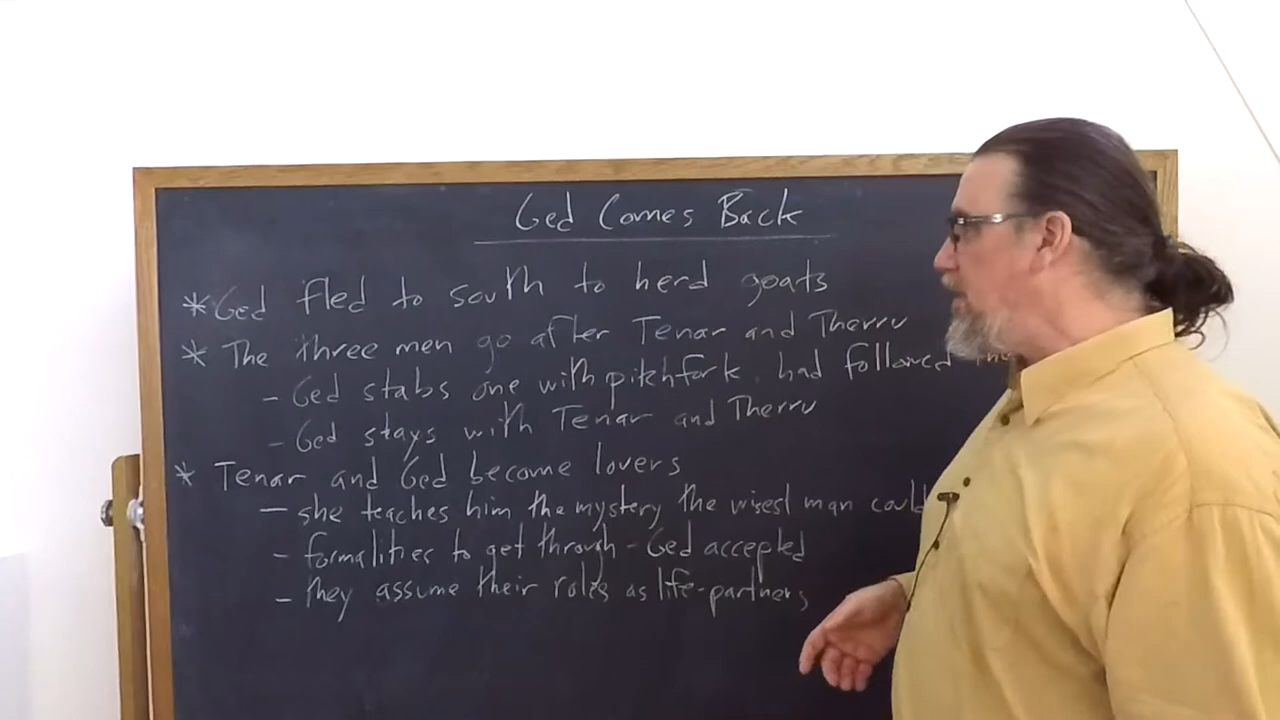 Ged Comes Back
* Ged fled to south to herd goats
* The three men go after Tenar and Therru
- Ged stabs one with pitchfork, had followed
- Ged stays with Tenar and Therru
* Tenar and Ged become lovers
- she teaches him the mystery the wisest man could
- formalities to get through - Ged accepted
- they assume their roles as life-partners